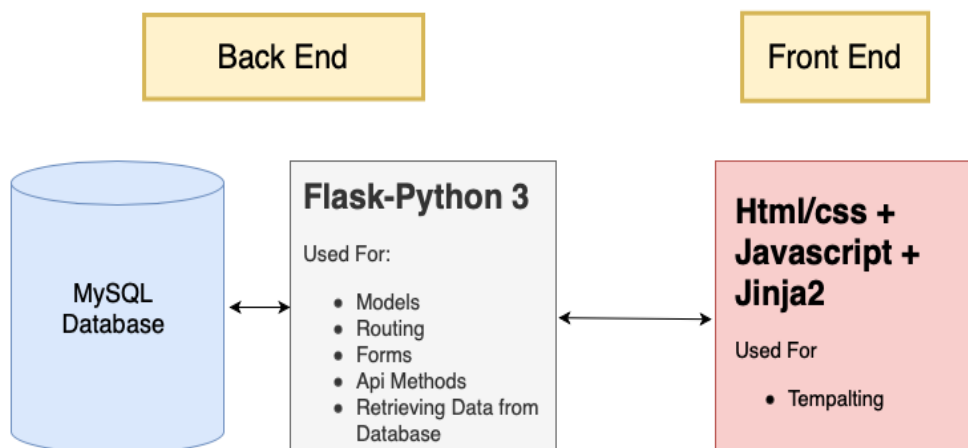 Back End
Front End
MySQL
Database
Flask-Python 3
Used For:
• Models
• Routing
• Forms
• Api Methods
• Retrieving Data from
Database
Html/css +
Javascript +
Jinja2
Used For
• Tempalting